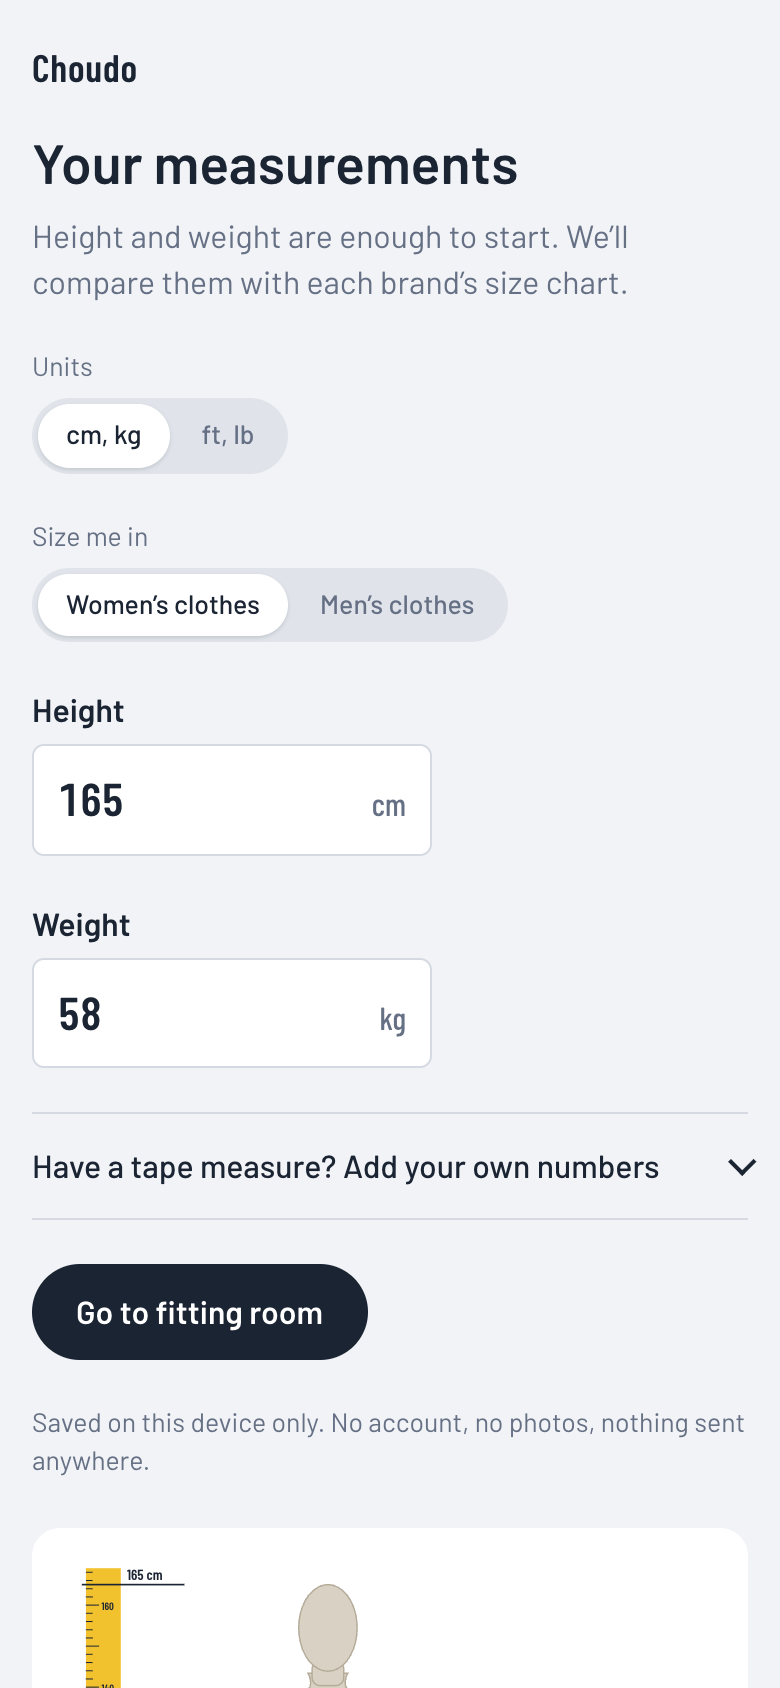 Choudo
Your measurements
Height and weight are enough to start. We’ll
compare them with each brand’s size chart.
Units
cm, kg
ft, lb
Size me in
Women’s clothes
Men’s clothes
Height
165
cm
Weight
58
kg
Have a tape measure? Add your own numbers
Go to fitting room
Saved on this device only. No account, no photos, nothing sent
anywhere.
165 cm
160